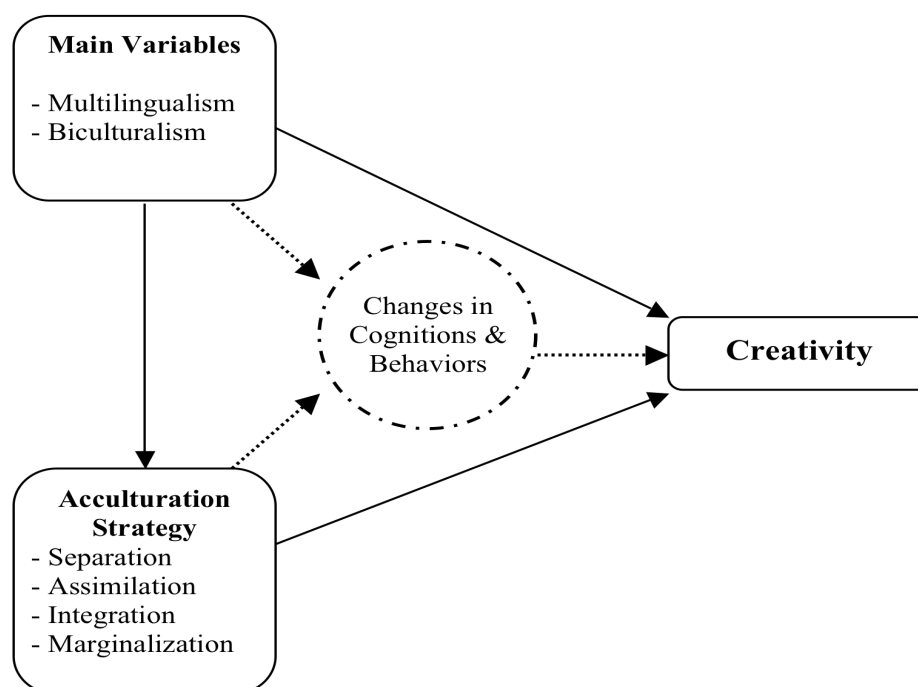 Main Variables
- Multilingualism
- Biculturalism
Changes in
Cognitions &
Behaviors
Creativity
Acculturation
Strategy
- Separation
- Assimilation
- Integration
- Marginalization